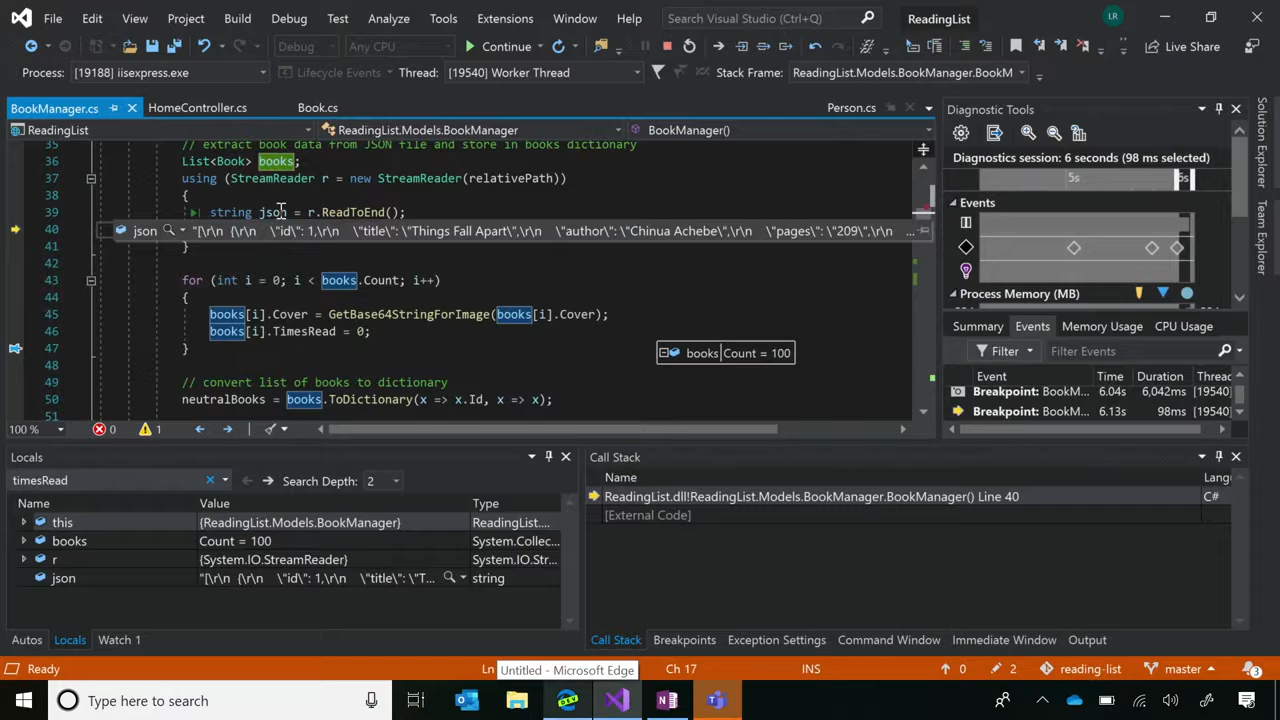 File Edit View Project Build Debug Test Analyze Tools Extensions Window Help Search Visual Studio (Ctrl+Q) ReadingList LR
Debug Any CPU Continue Live Share
Process: [19188] iisexpress.exe Lifecycle Events Thread: [19540] Worker Thread Stack Frame: ReadingList.Models.BookManager.BookM
BookManager.cs HomeController.cs Book.cs Person.cs
ReadingList ReadingList.Models.BookManager BookManager()
35 // extract book data from JSON file and store in books dictionary
36 List<Book> books;
37 using (StreamReader r = new StreamReader(relativePath))
38 {
39 string json = r.ReadToEnd();
40 json "[\r\n {\r\n \"id\": 1,\r\n \"title\": \"Things Fall Apart\",\r\n \"author\": \"Chinua Achebe\",\r\n \"pages\": \"209\",\r\n ...
41 }
42
43 for (int i = 0; i < books.Count; i++)
44 {
45 books[i].Cover = GetBase64StringForImage(books[i].Cover);
46 books[i].TimesRead = 0;
47 }
books Count = 100
48
49 // convert list of books to dictionary
50 neutralBooks = books.ToDictionary(x => x.Id, x => x);
51
100 % 0 1
Diagnostic Tools
Diagnostics session: 6 seconds (98 ms selected)
5s 6s
Events
Process Memory (MB)
Summary Events Memory Usage CPU Usage
Filter Filter Events
Event Time Duration Thread
Breakpoint: BookM... 6.04s 6,042ms [19540]
Breakpoint: BookM... 6.13s 98ms [19540]
Solution Explorer
Team Explorer
Locals
timesRead Search Depth: 2
Name Value Type
this {ReadingList.Models.BookManager} ReadingList....
books Count = 100 System.Collec...
r {System.IO.StreamReader} System.IO.Str...
json "[\r\n {\r\n \"id\": 1,\r\n \"title\": \"T... string
Autos Locals Watch 1
Call Stack
Name Lang
ReadingList.dll!ReadingList.Models.BookManager.BookManager() Line 40 C#
[External Code]
Call Stack Breakpoints Exception Settings Command Window Immediate Window Output
Ready Ln Untitled - Microsoft Edge Ch 17 INS 0 2 reading-list master 3
Type here to search